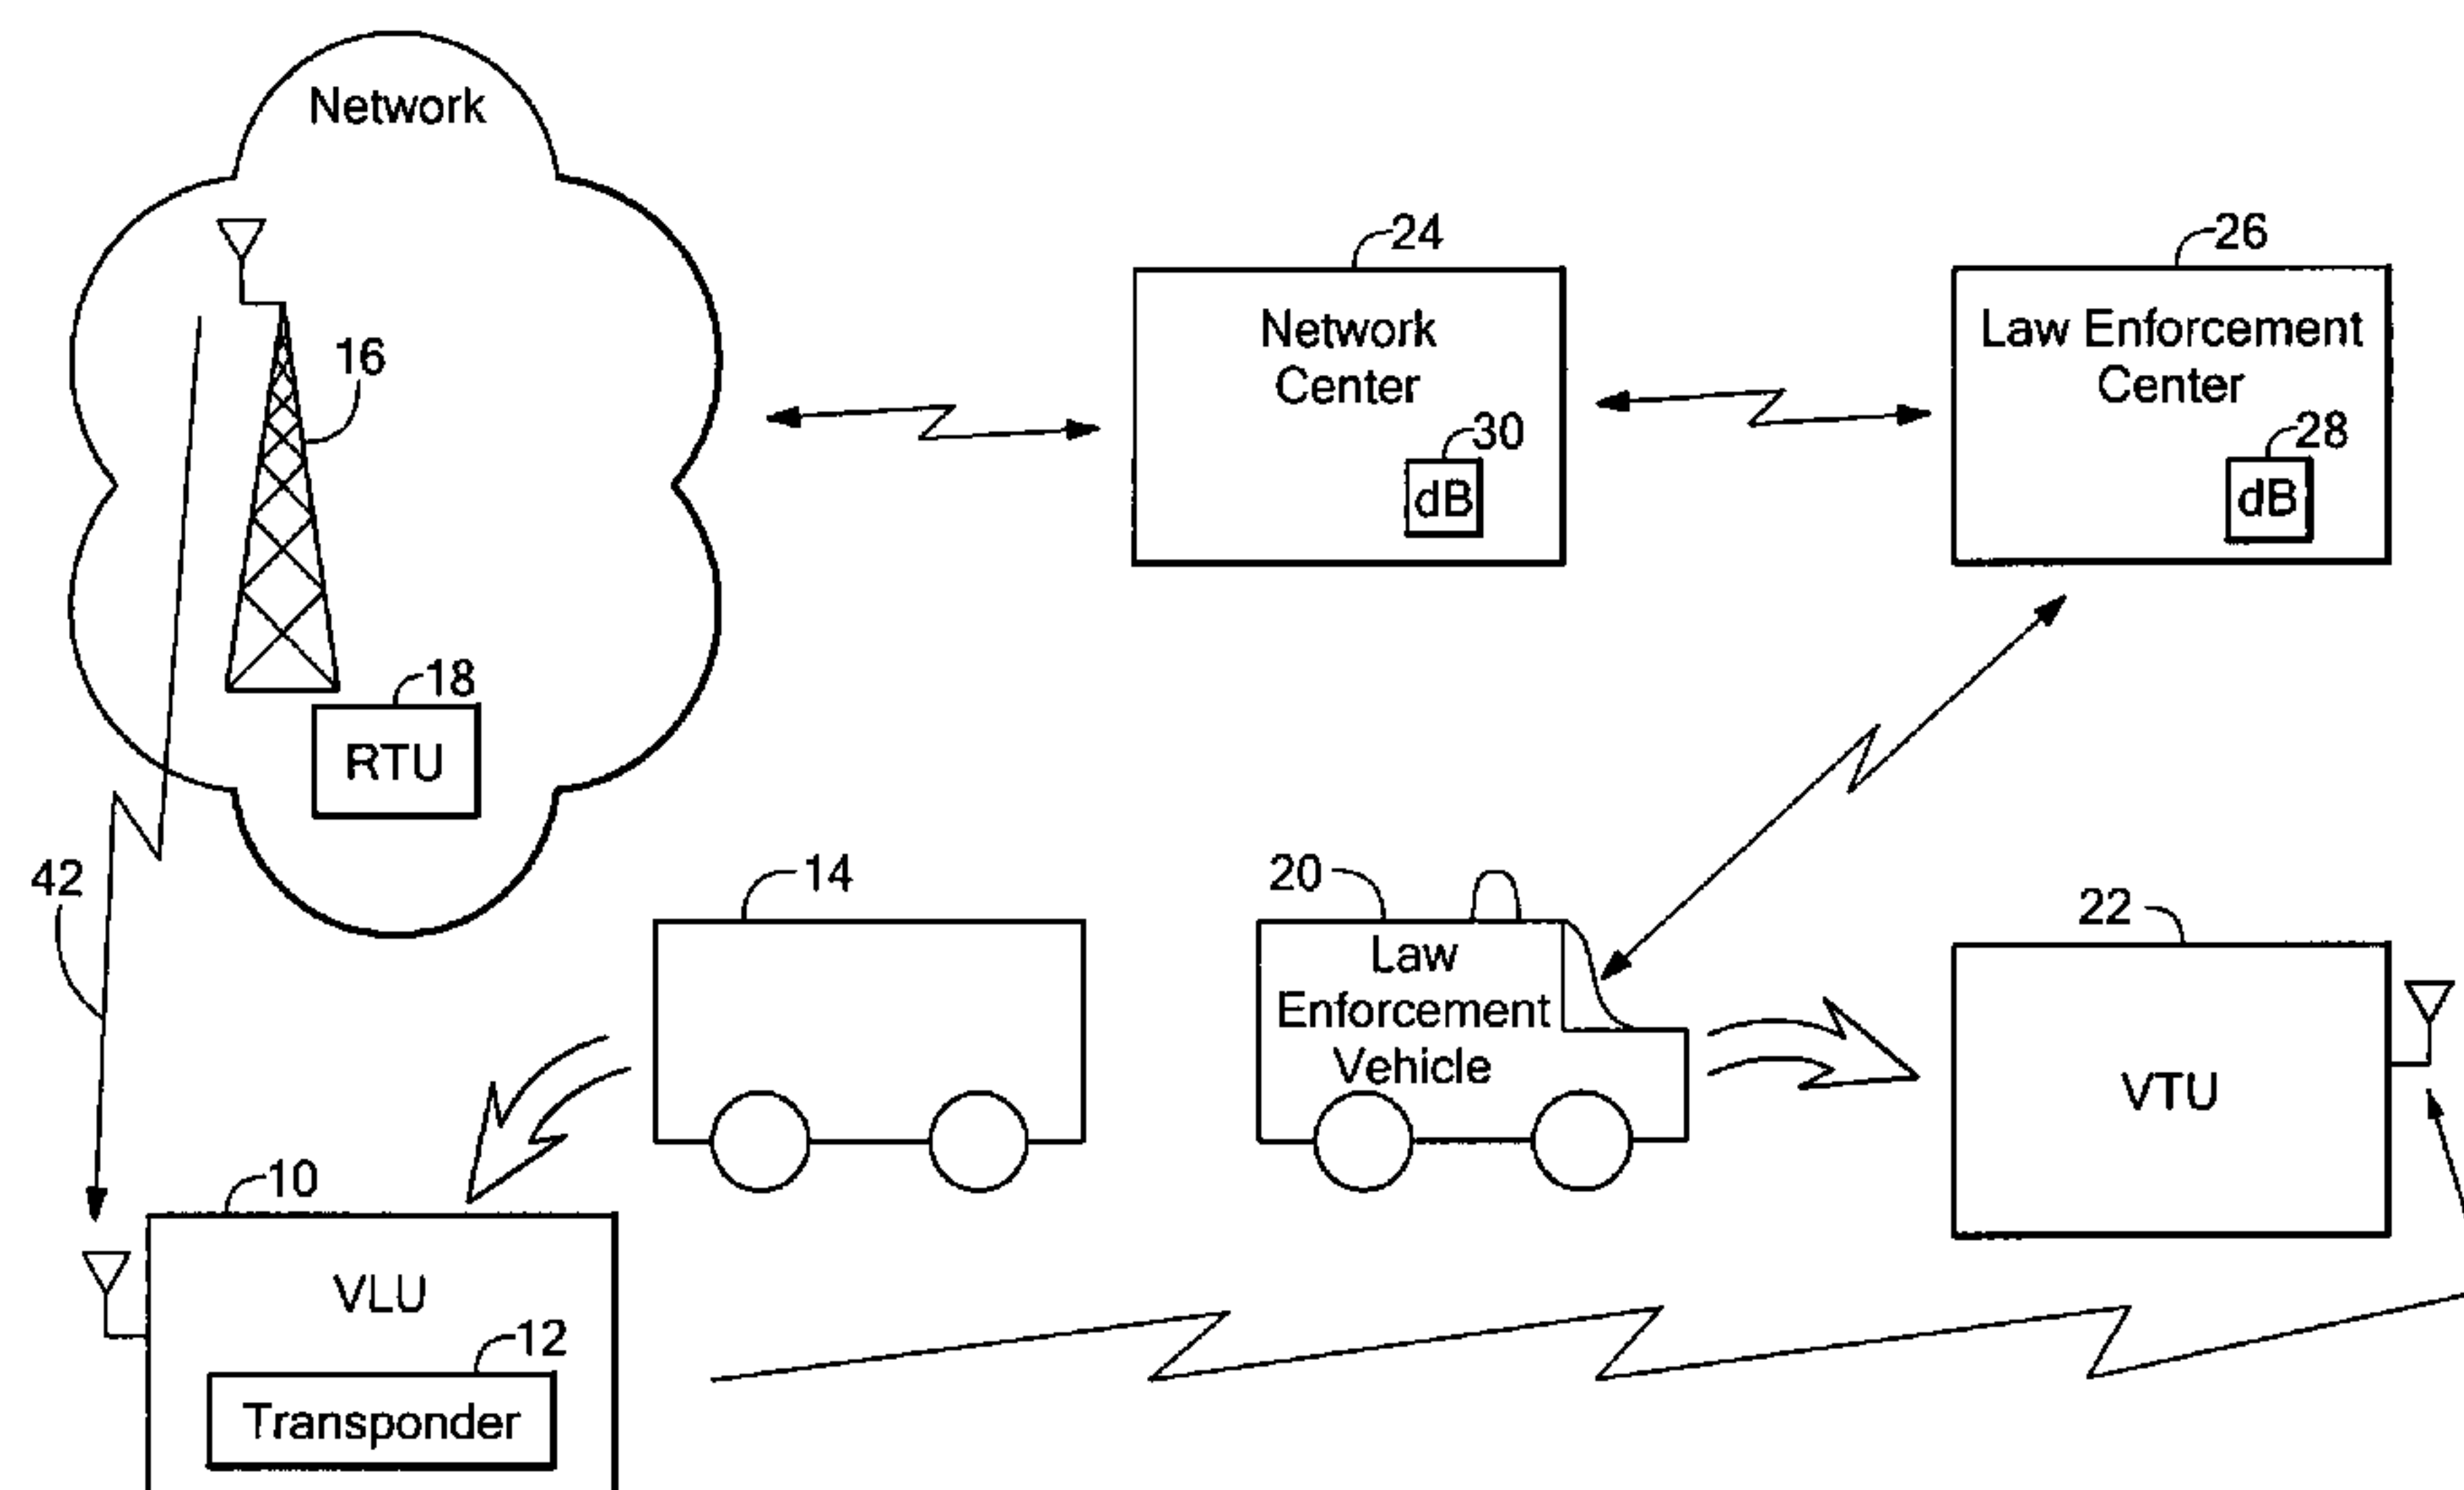 Network
16
18
RTU
42
24
Network
Center
30
dB
26
Law Enforcement
Center
28
dB
14
20
Law
Enforcement
Vehicle
22
VTU
10
VLU
12
Transponder